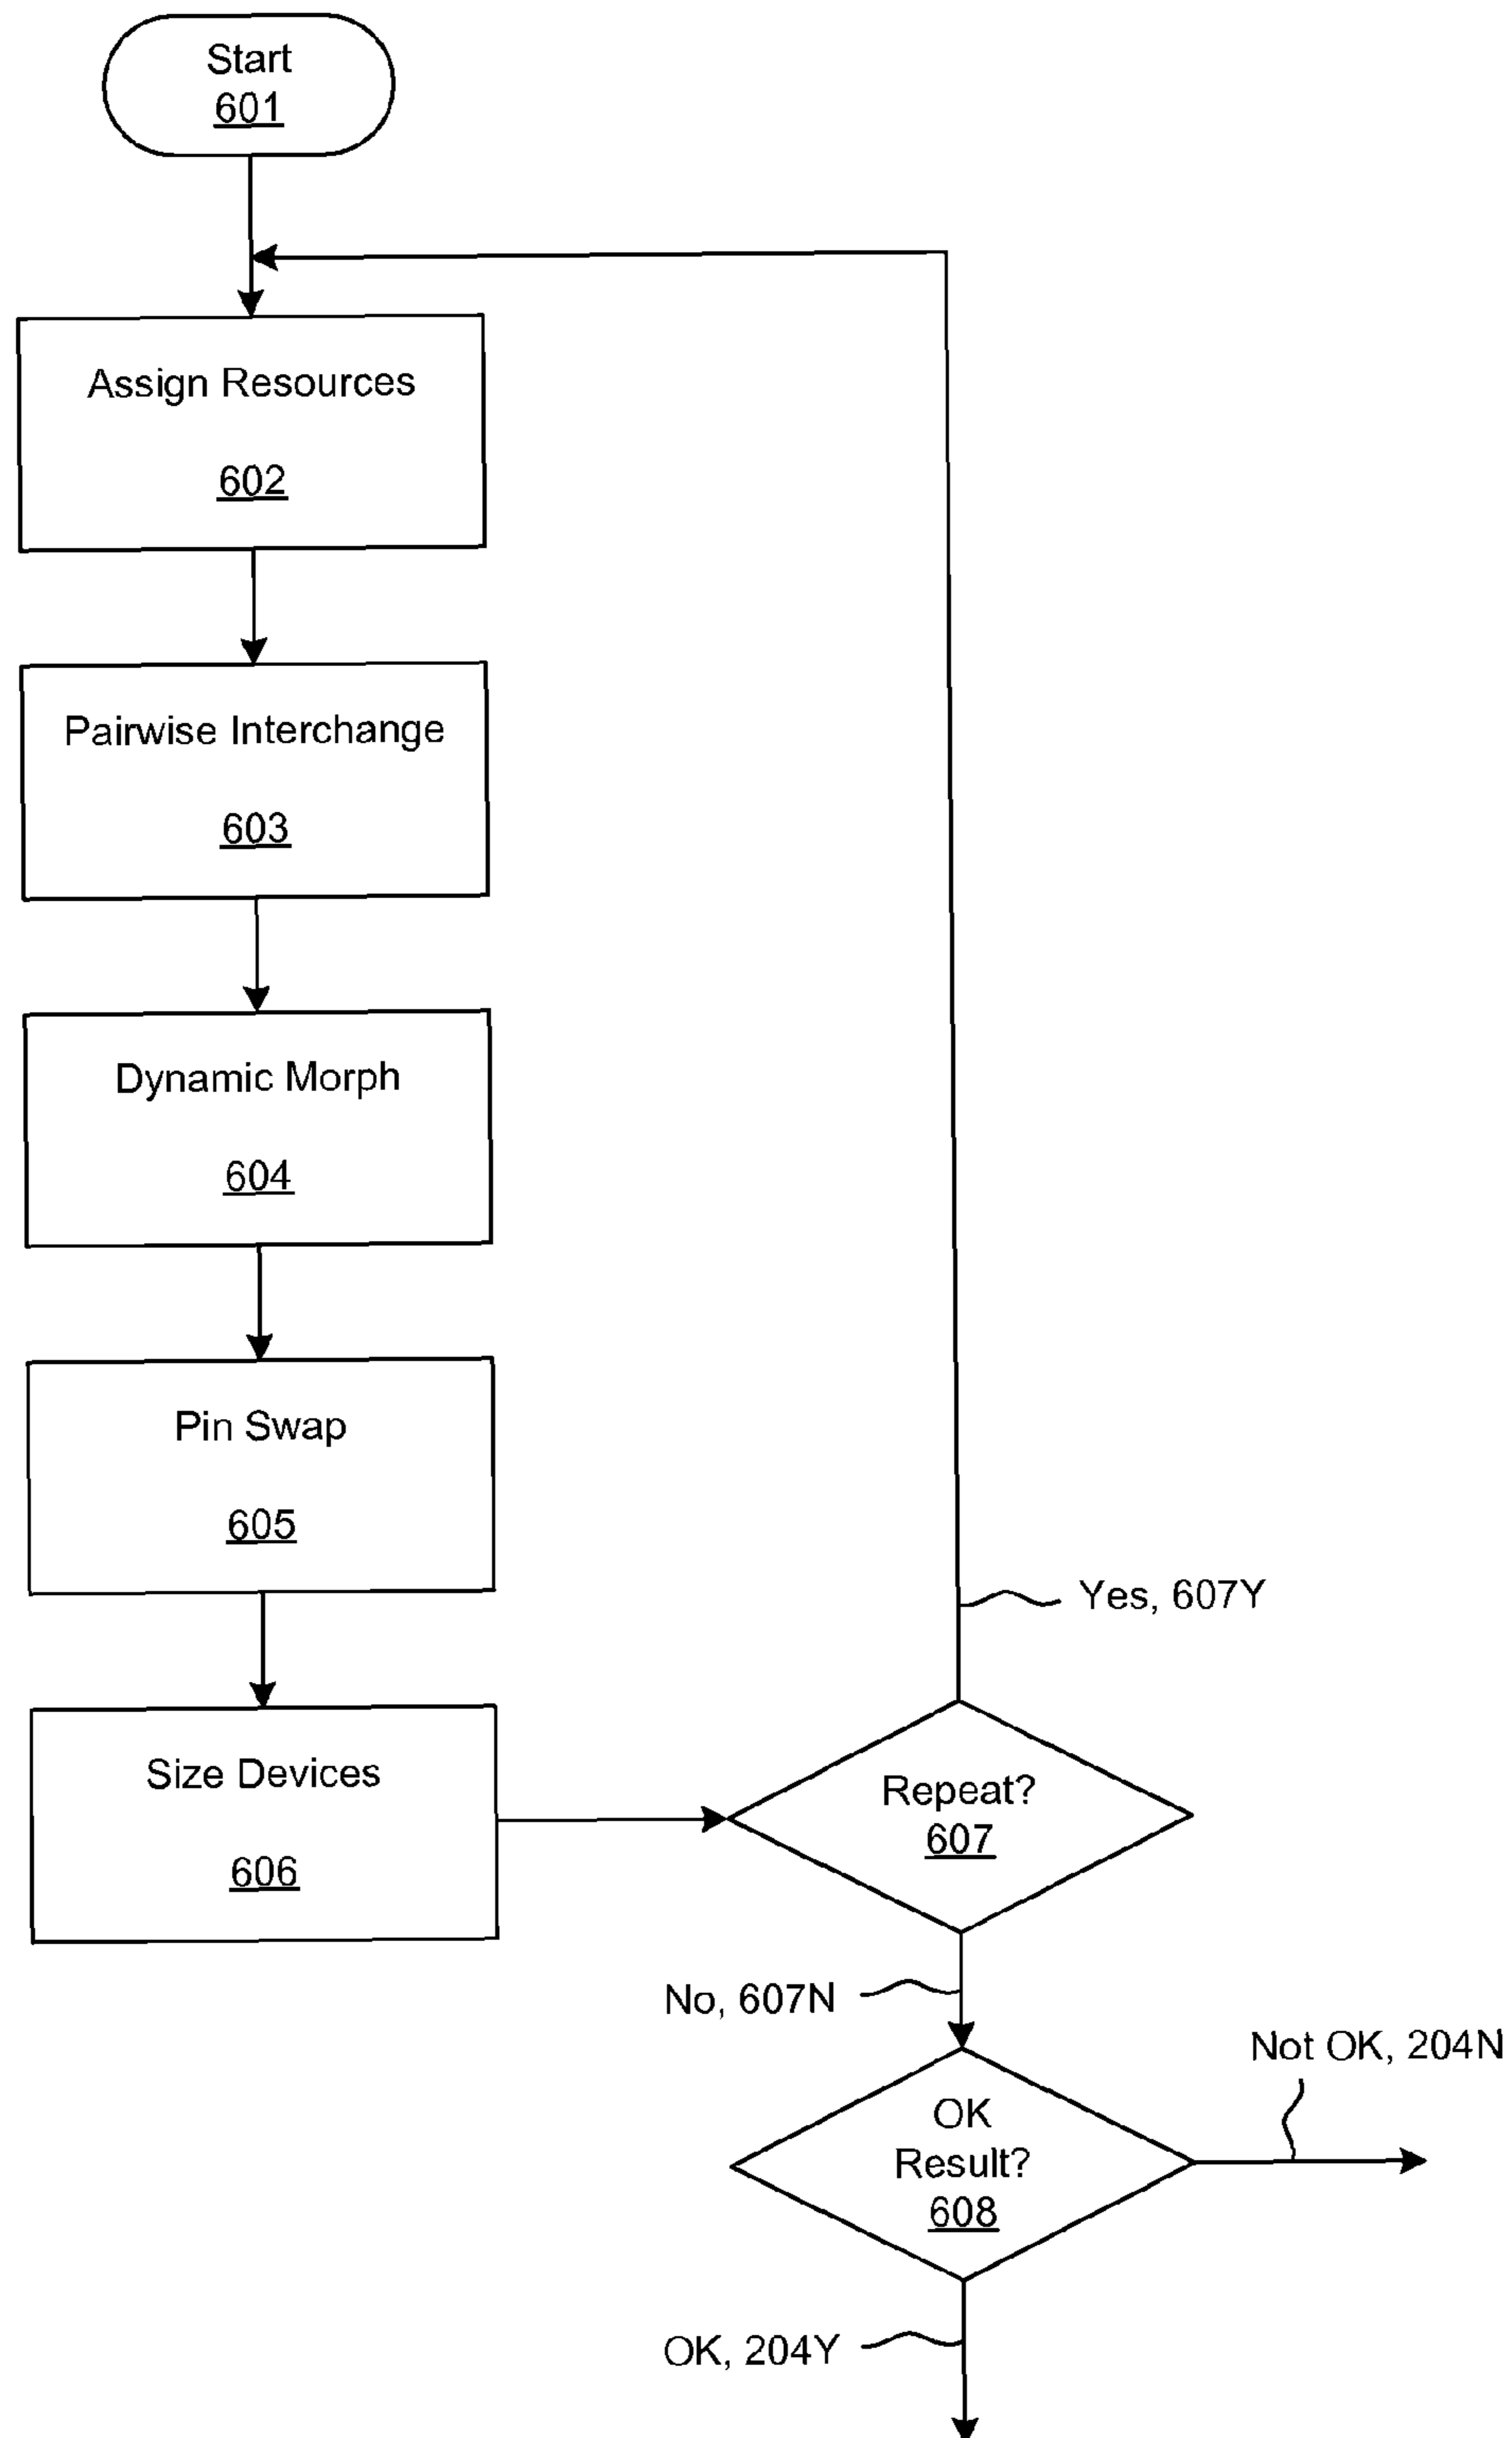 Start
601
Assign Resources
602
Pairwise Interchange
603
Dynamic Morph
604
Pin Swap
605
Yes, 607Y
Size Devices
606
Repeat?
607
No, 607N
Not OK, 204N
OK
Result?
608
OK, 204Y